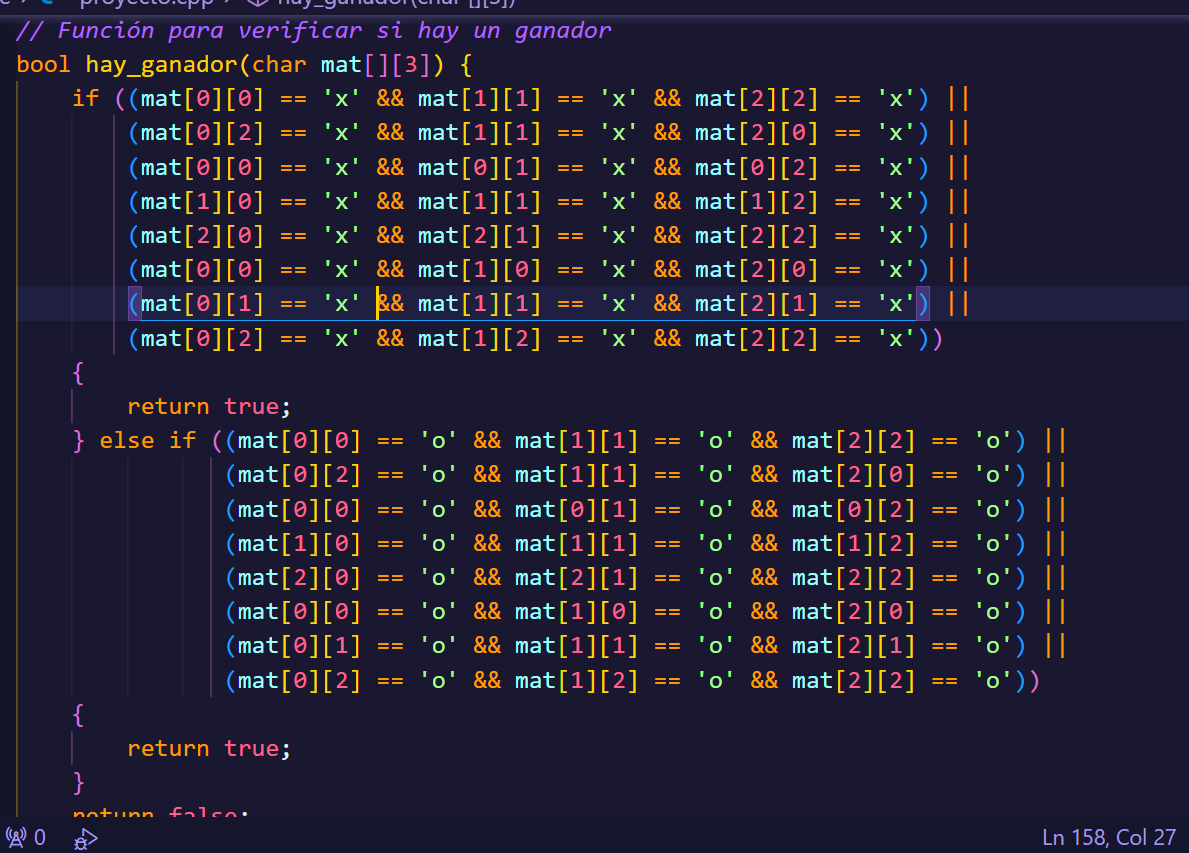 proyecto.cpp > hay_ganador(char [][3])
// Función para verificar si hay un ganador
bool hay_ganador(char mat[][3]) {
if ((mat[0][0] == 'x' && mat[1][1] == 'x' && mat[2][2] == 'x') ||
(mat[0][2] == 'x' && mat[1][1] == 'x' && mat[2][0] == 'x') ||
(mat[0][0] == 'x' && mat[0][1] == 'x' && mat[0][2] == 'x') ||
(mat[1][0] == 'x' && mat[1][1] == 'x' && mat[1][2] == 'x') ||
(mat[2][0] == 'x' && mat[2][1] == 'x' && mat[2][2] == 'x') ||
(mat[0][0] == 'x' && mat[1][0] == 'x' && mat[2][0] == 'x') ||
(mat[0][1] == 'x' && mat[1][1] == 'x' && mat[2][1] == 'x') ||
(mat[0][2] == 'x' && mat[1][2] == 'x' && mat[2][2] == 'x'))
{
return true;
} else if ((mat[0][0] == 'o' && mat[1][1] == 'o' && mat[2][2] == 'o') ||
(mat[0][2] == 'o' && mat[1][1] == 'o' && mat[2][0] == 'o') ||
(mat[0][0] == 'o' && mat[0][1] == 'o' && mat[0][2] == 'o') ||
(mat[1][0] == 'o' && mat[1][1] == 'o' && mat[1][2] == 'o') ||
(mat[2][0] == 'o' && mat[2][1] == 'o' && mat[2][2] == 'o') ||
(mat[0][0] == 'o' && mat[1][0] == 'o' && mat[2][0] == 'o') ||
(mat[0][1] == 'o' && mat[1][1] == 'o' && mat[2][1] == 'o') ||
(mat[0][2] == 'o' && mat[1][2] == 'o' && mat[2][2] == 'o'))
{
return true;
}
return false;
0
Ln 158, Col 27